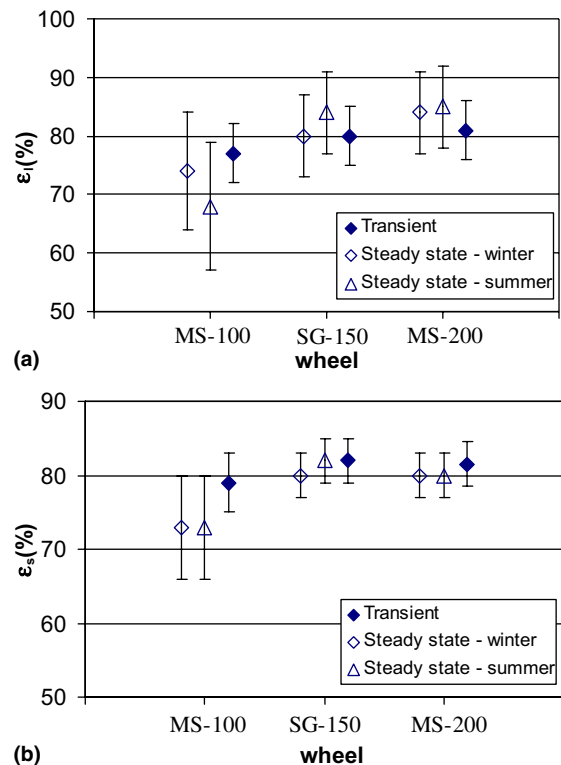 100
90
80
70
60
50
εl(%)
Transient
Steady state - winter
Steady state - summer
MS-100 SG-150 MS-200
wheel
(a)
90
80
70
60
50
εs(%)
Transient
Steady state - winter
Steady state - summer
MS-100 SG-150 MS-200
wheel
(b)